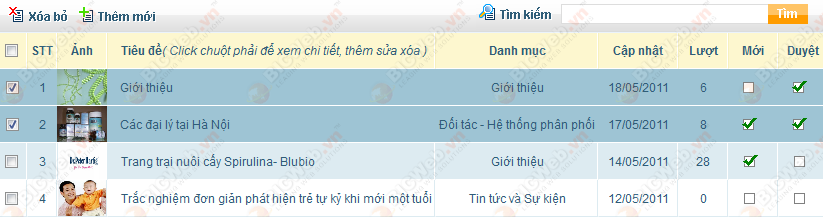 Xóa bỏ Thêm mới Tìm kiếm Tìm
STT Ảnh Tiêu đề( Click chuột phải để xem chi tiết, thêm sửa xóa ) Danh mục Cập nhật Lượt Mới Duyệt
1 Giới thiệu Giới thiệu 18/05/2011 6
2 Các đại lý tại Hà Nội Đối tác - Hệ thống phân phối 17/05/2011 8
3 Trang trại nuôi cấy Spirulina- Blubio Giới thiệu 14/05/2011 28
4 Trắc nghiệm đơn giản phát hiện trẻ tự kỷ khi mới một tuổi Tin tức và Sự kiện 12/05/2011 0